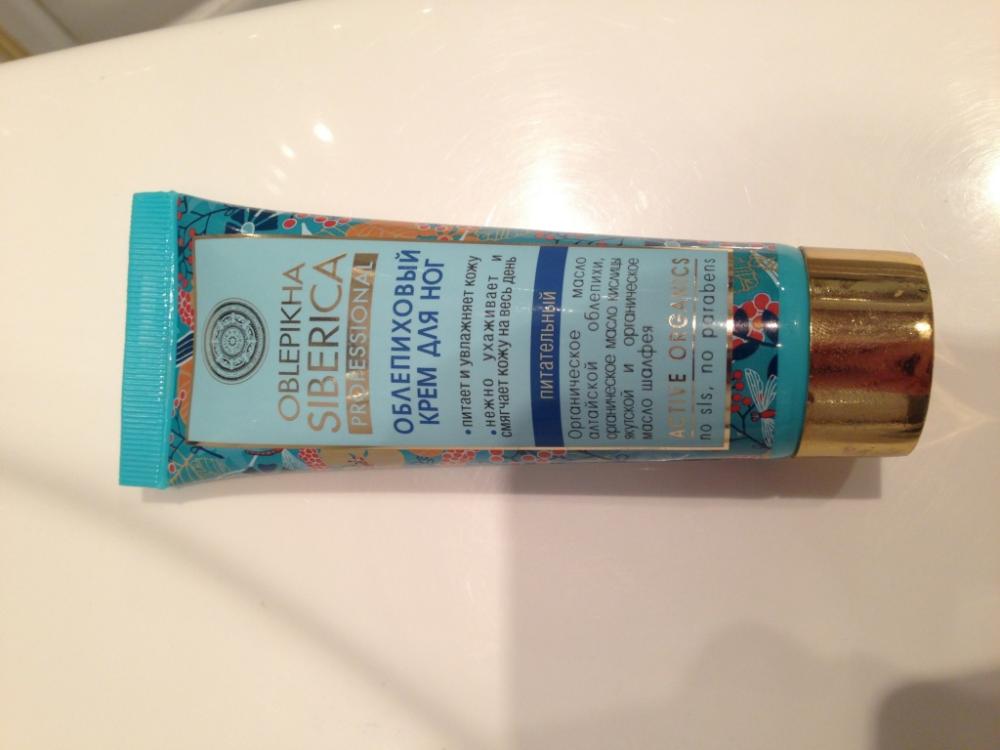 OBLEPIKHA
SIBERICA
PROFESSIONAL
ОБЛЕПИХОВЫЙ
КРЕМ ДЛЯ НОГ
• питает и увлажняет кожу
• нежно ухаживает и
смягчает кожу на весь день
ПИТАТЕЛЬНЫЙ
Органическое масло
алтайской облепихи,
органическое масло кислицы
якутской и органическое
масло шалфея
ACTIVE ORGANICS
no sls, no parabens